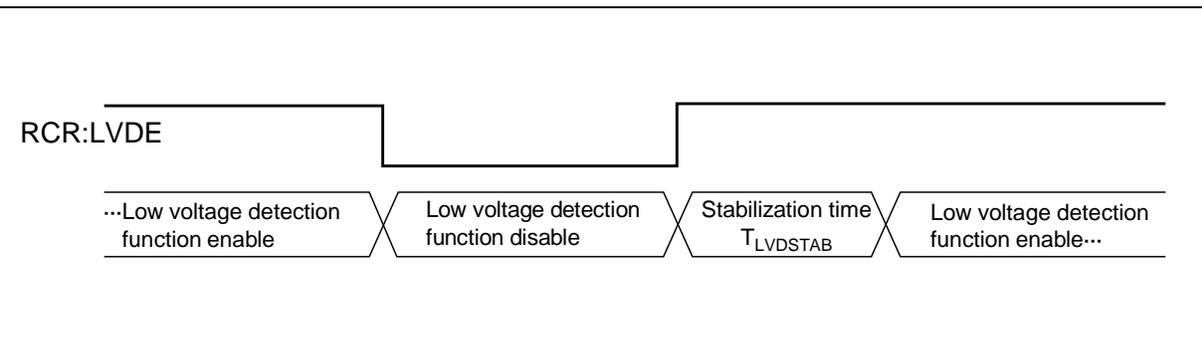 RCR:LVDE
···Low voltage detection
function enable
Low voltage detection
function disable
Stabilization time
TLVDSTAB
Low voltage detection
function enable···